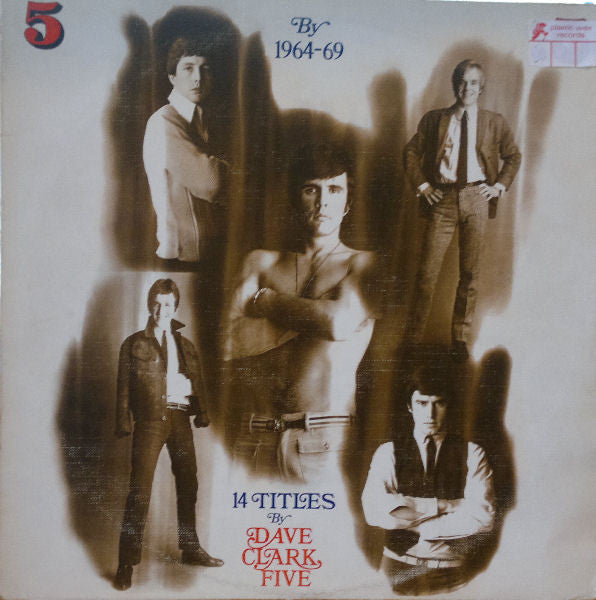 5
By
1964-69
plastic wax
records
14 TITLES
By
DAVE
CLARK
FIVE